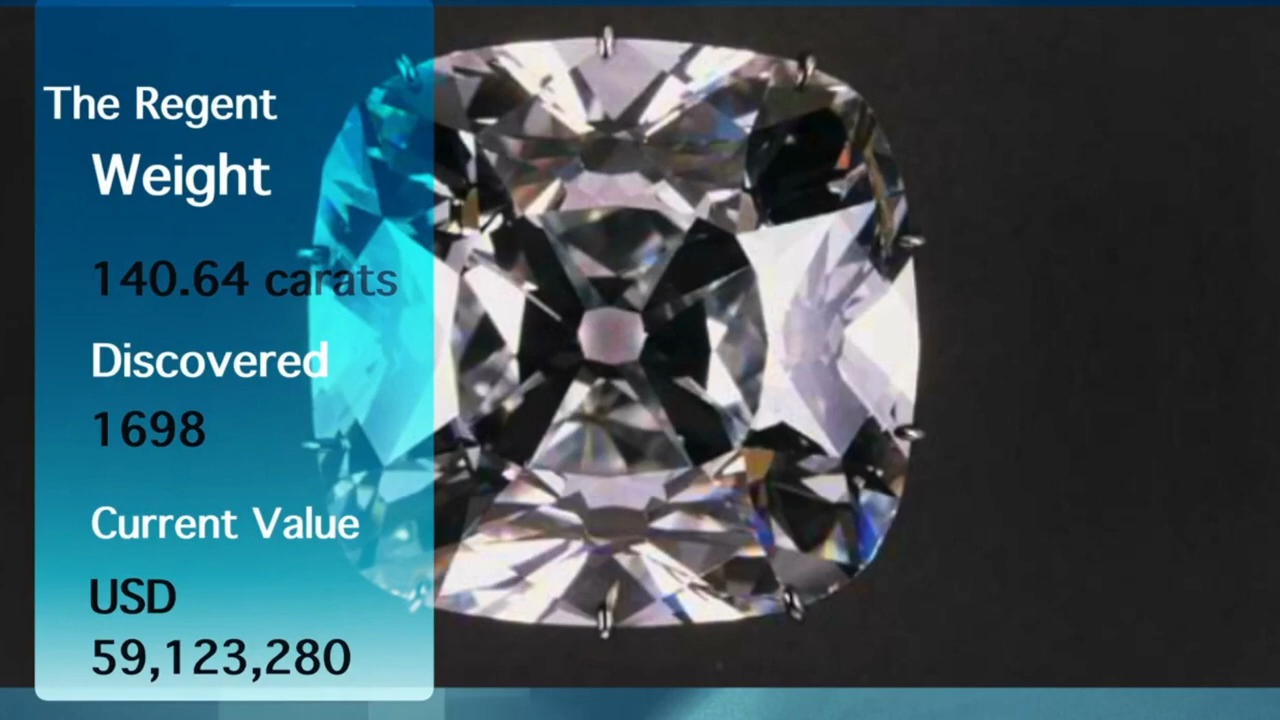 The Regent
Weight
140.64 carats
Discovered
1698
Current Value
USD
59,123,280